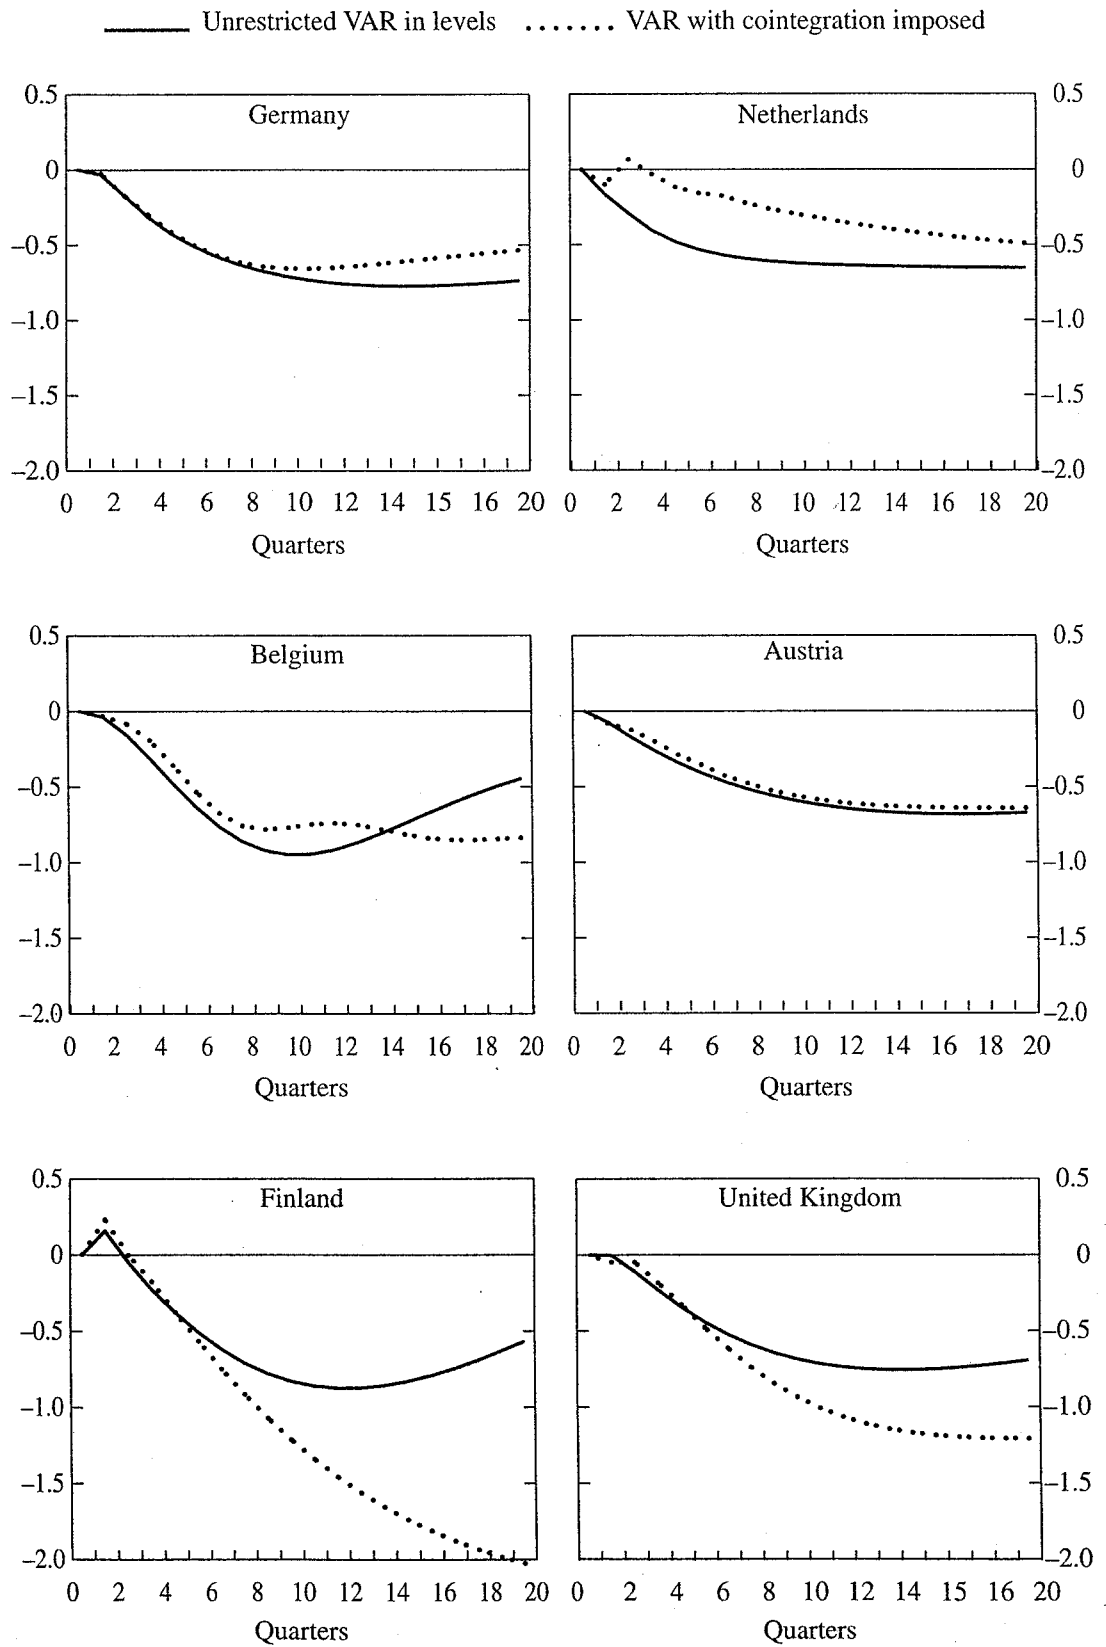 Unrestricted VAR in levels ....... VAR with cointegration imposed
Germany
0.5
0
–0.5
–1.0
–1.5
–2.0
0 2 4 6 8 10 12 14 16 18 20
Quarters
Netherlands
0.5
0
–0.5
–1.0
–1.5
–2.0
0 2 4 6 8 10 12 14 16 18 20
Quarters
Belgium
0.5
0
–0.5
–1.0
–1.5
–2.0
0 2 4 6 8 10 12 14 16 18 20
Quarters
Austria
0.5
0
–0.5
–1.0
–1.5
–2.0
0 2 4 6 8 10 12 14 16 18 20
Quarters
Finland
0.5
0
–0.5
–1.0
–1.5
–2.0
0 2 4 6 8 10 12 14 16 18 20
Quarters
United Kingdom
0.5
0
–0.5
–1.0
–1.5
–2.0
0 2 4 6 8 10 12 14 16 18 20
Quarters